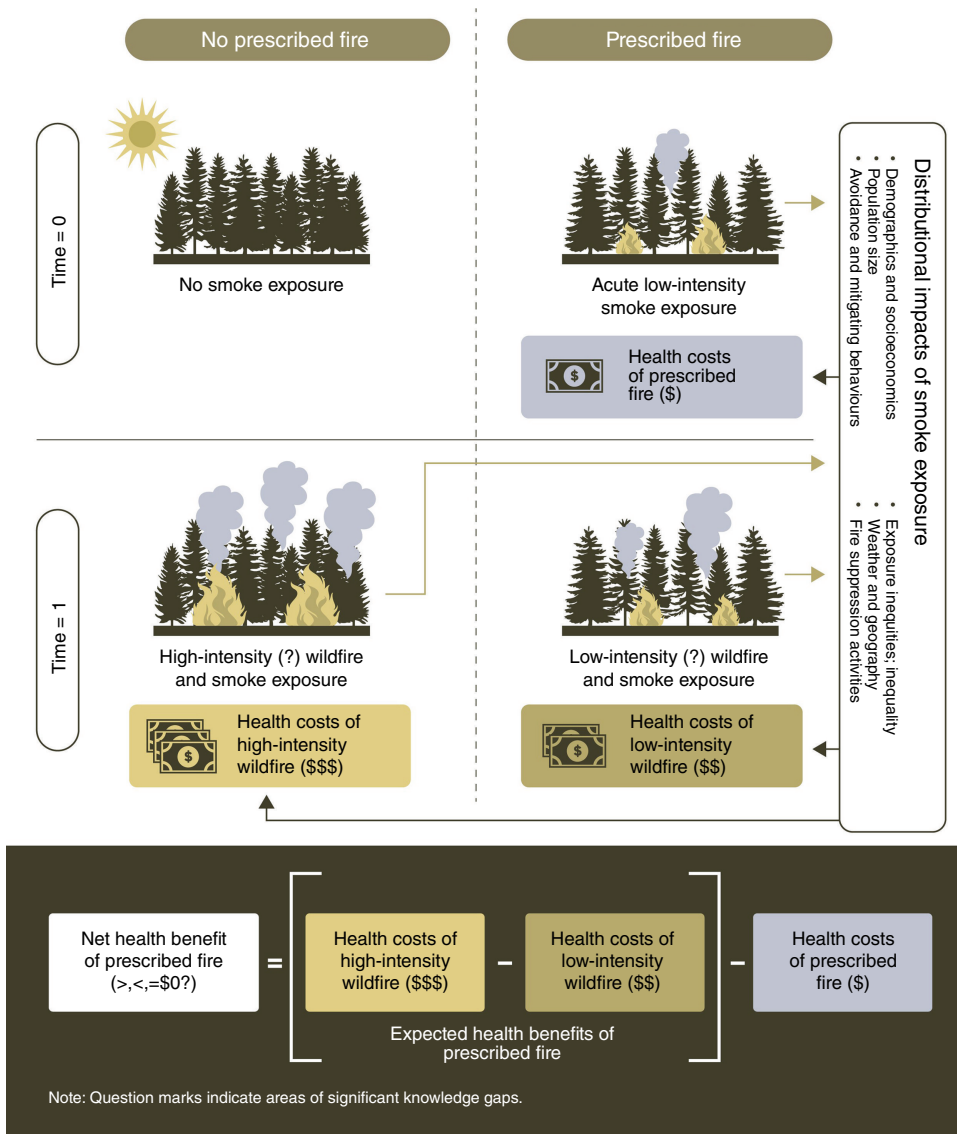 No prescribed fire
Prescribed fire
Time = 0
No smoke exposure
Acute low-intensity
smoke exposure
$
Health costs
of prescribed
fire ($)
Distributional impacts of smoke exposure
• Demographics and socioeconomics
• Population size
• Avoidance and mitigating behaviours
• Exposure inequities; inequality
• Weather and geography
• Fire suppression activities
Time = 1
High-intensity (?) wildfire
and smoke exposure
$
Health costs of
high-intensity
wildfire ($$$)
Low-intensity (?) wildfire
and smoke exposure
$
Health costs of
low-intensity
wildfire ($$)
Net health benefit
of prescribed fire
(>,<,=$0?)
=
Health costs of
high-intensity
wildfire ($$$)
–
Health costs of
low-intensity
wildfire ($$)
Expected health benefits of
prescribed fire
–
Health costs
of prescribed
fire ($)
Note: Question marks indicate areas of significant knowledge gaps.